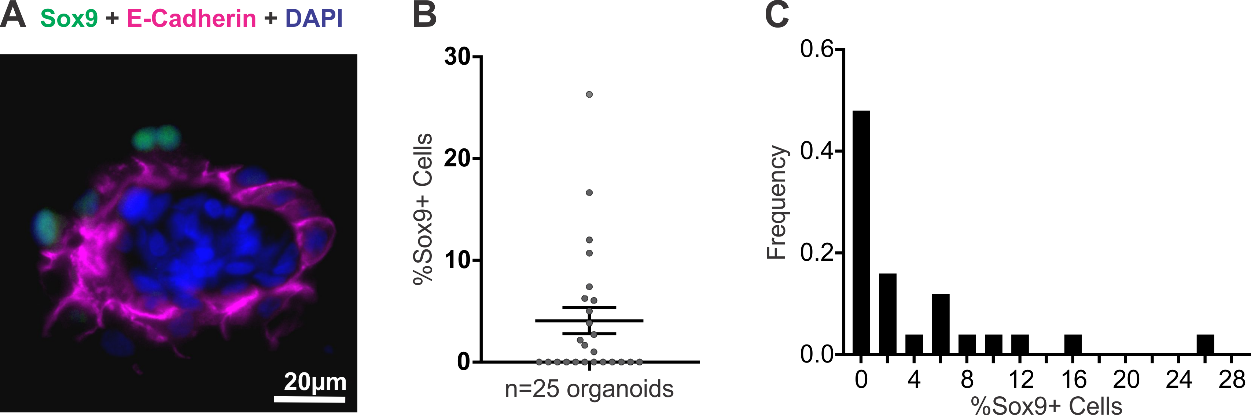 A Sox9 + E-Cadherin + DAPI
20µm
B
30
20
10
0
%Sox9+ Cells
n=25 organoids
C
0.6
0.4
0.2
0.0
Frequency
0 4 8 12 16 20 24 28
%Sox9+ Cells